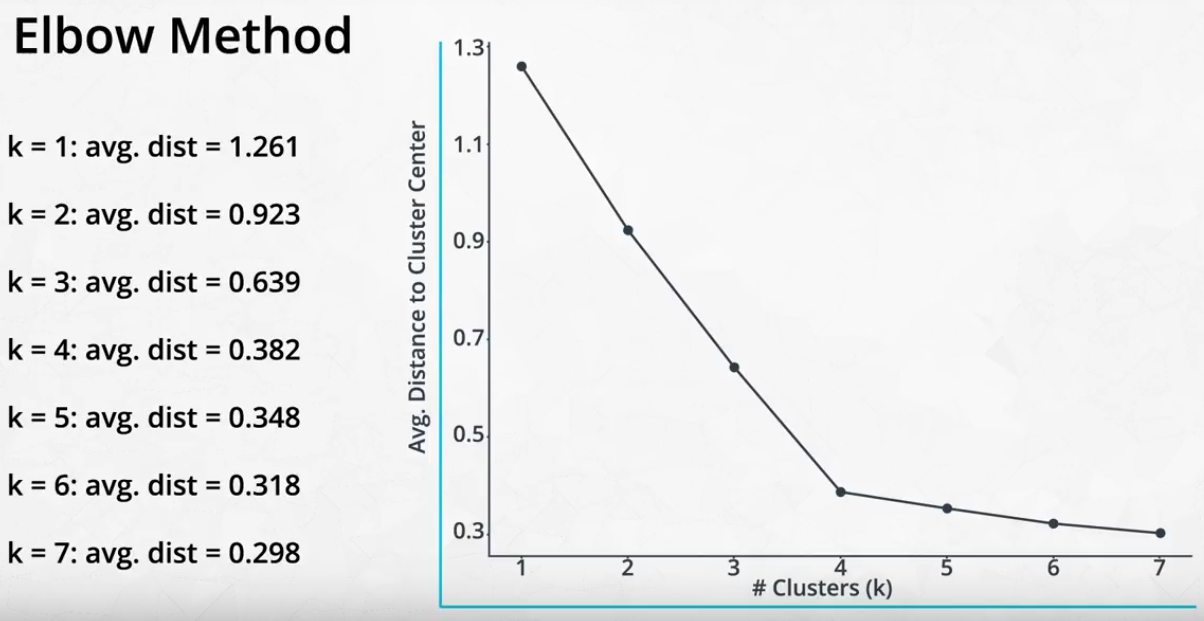 Elbow Method
k = 1: avg. dist = 1.261
k = 2: avg. dist = 0.923
k = 3: avg. dist = 0.639
k = 4: avg. dist = 0.382
k = 5: avg. dist = 0.348
k = 6: avg. dist = 0.318
k = 7: avg. dist = 0.298
Avg. Distance to Cluster Center
1.3
1.1
0.9
0.7
0.5
0.3
1 2 3 4 5 6 7
# Clusters (k)